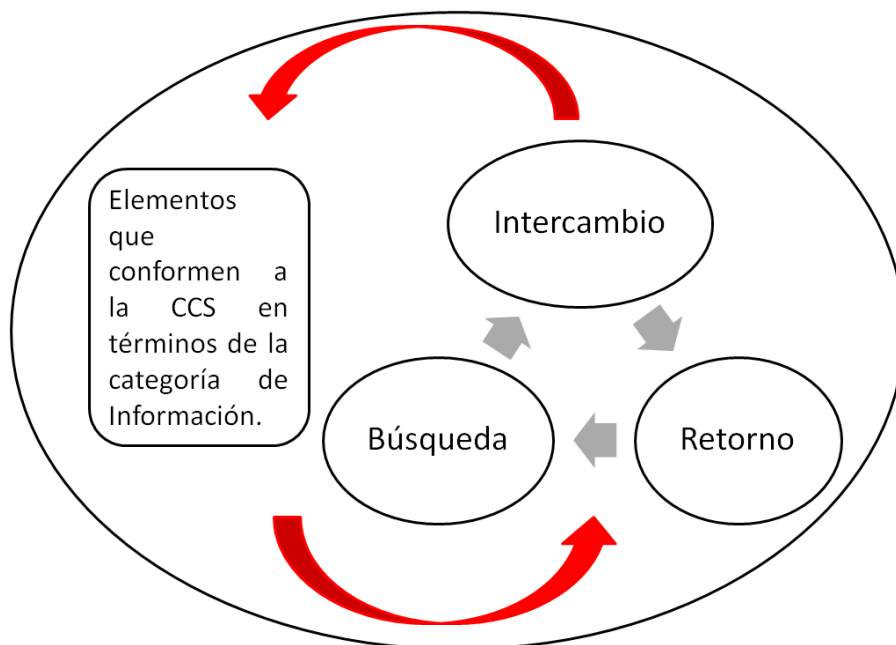 Elementos
que
conformen a
la CCS en
términos de la
categoría de
Información.
Intercambio
Búsqueda
Retorno